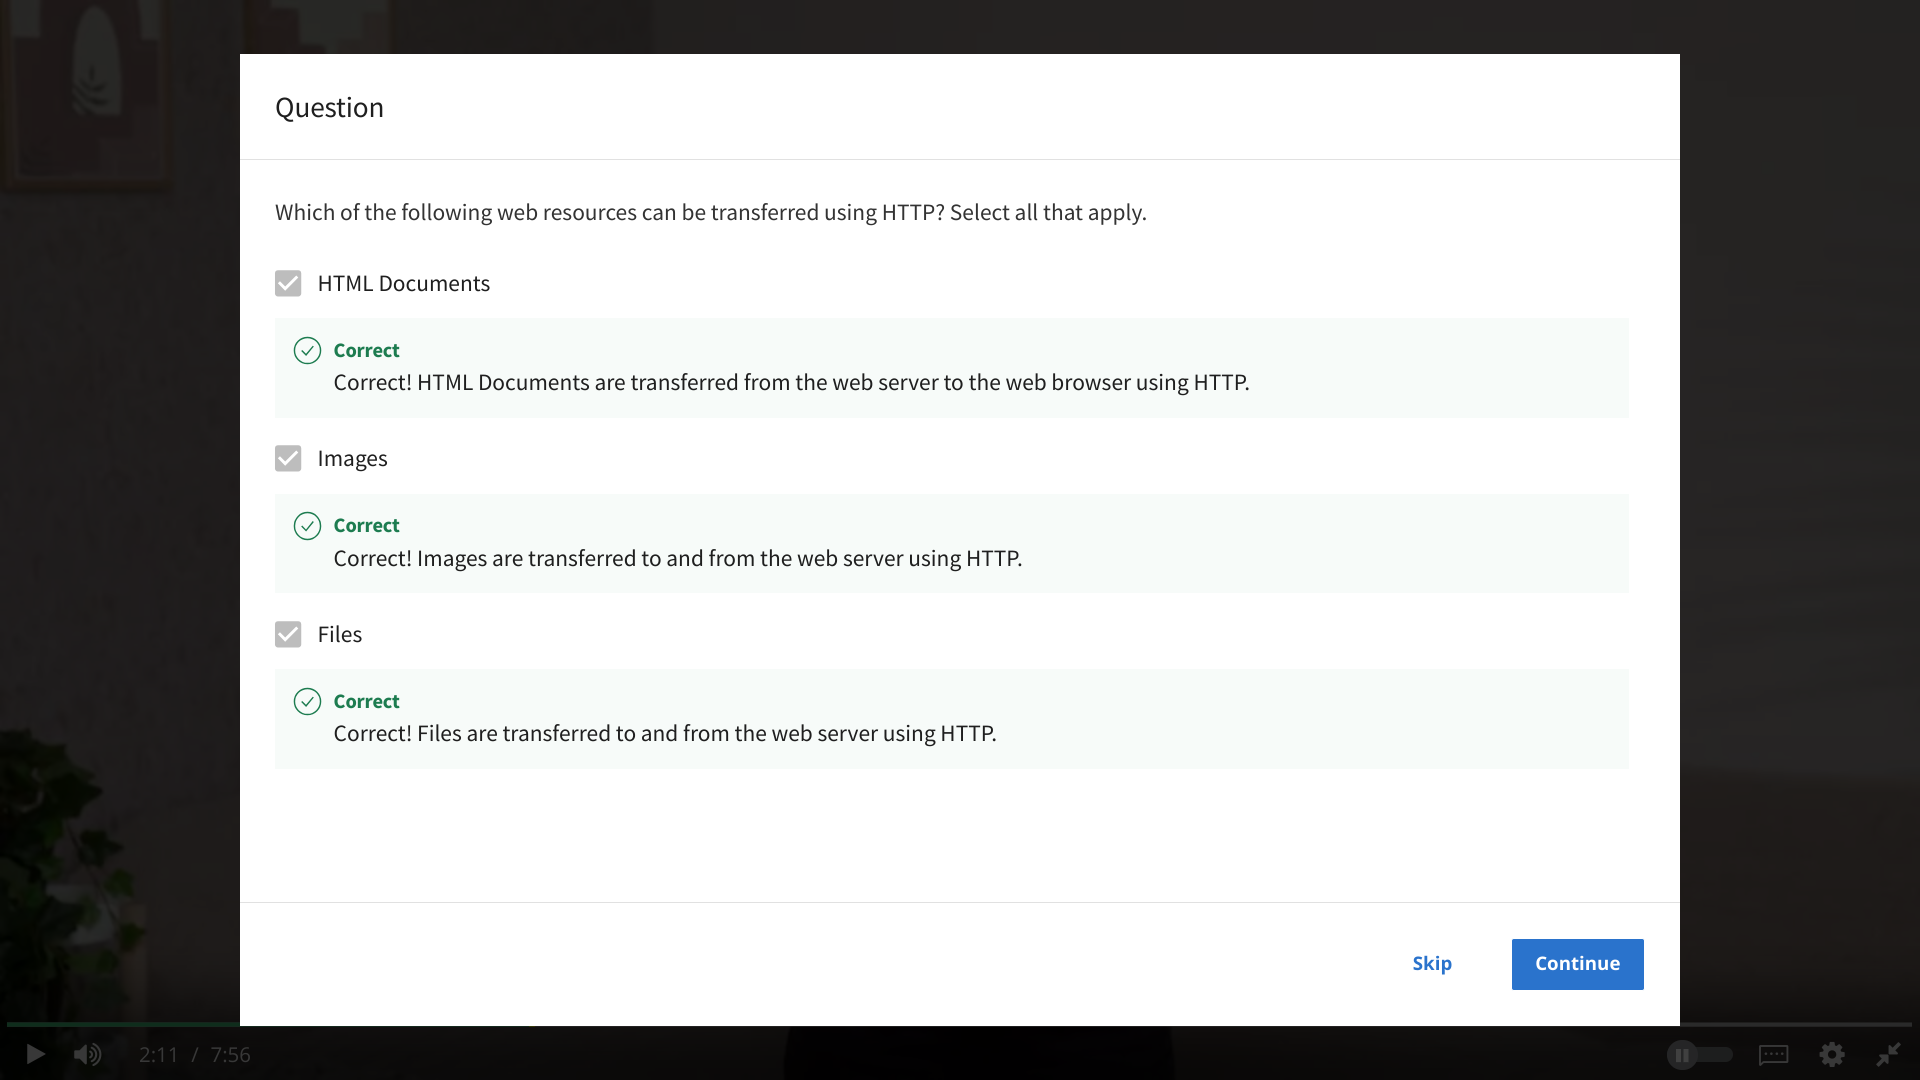 Question
Which of the following web resources can be transferred using HTTP? Select all that apply.
HTML Documents
Correct
Correct! HTML Documents are transferred from the web server to the web browser using HTTP.
Images
Correct
Correct! Images are transferred to and from the web server using HTTP.
Files
Correct
Correct! Files are transferred to and from the web server using HTTP.
Skip
Continue
2:11 / 7:56